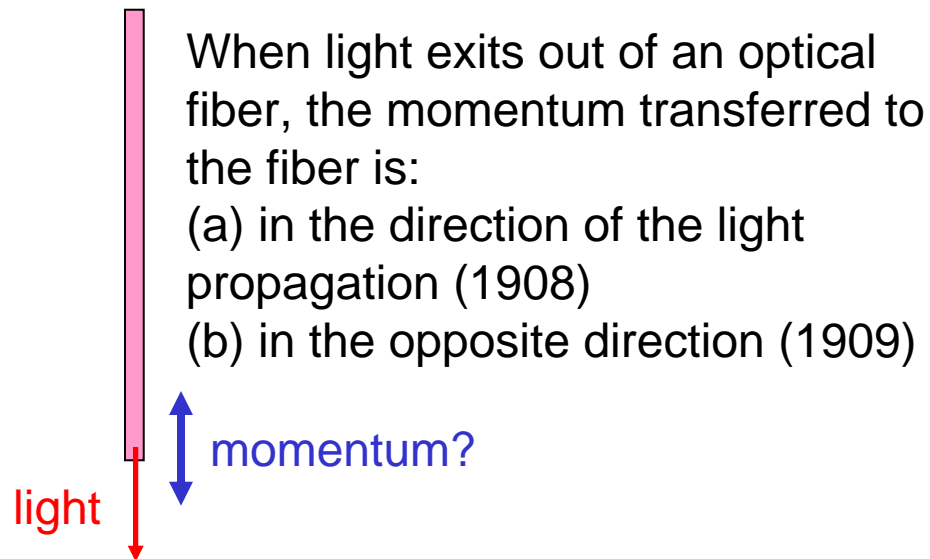 When light exits out of an optical
fiber, the momentum transferred to
the fiber is:
(a) in the direction of the light
propagation (1908)
(b) in the opposite direction (1909)
momentum?
light